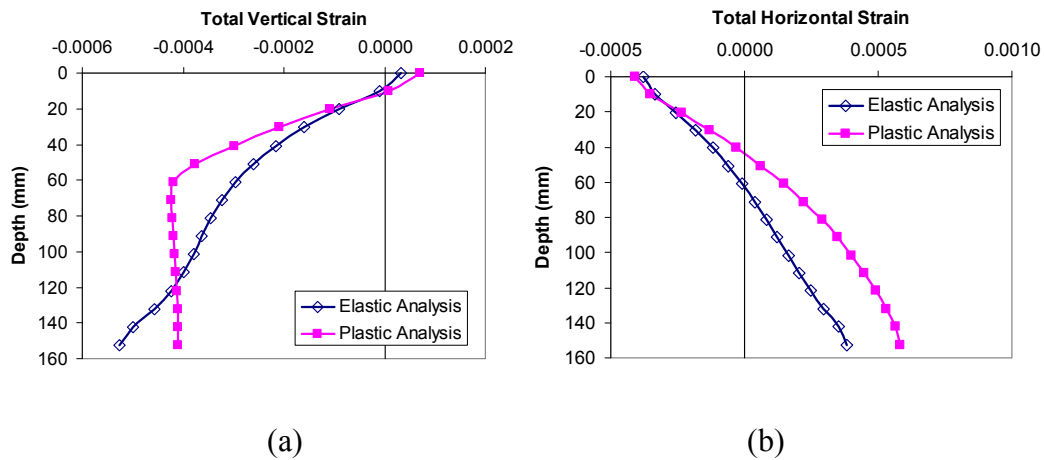 Total Vertical Strain
-0.0006 -0.0004 -0.0002 0.0000 0.0002
0
20
40
60
80
100
120
140
160
Depth (mm)
Elastic Analysis
Plastic Analysis
(a)
Total Horizontal Strain
-0.0005 0.0000 0.0005 0.0010
0
20
40
60
80
100
120
140
160
Depth (mm)
Elastic Analysis
Plastic Analysis
(b)